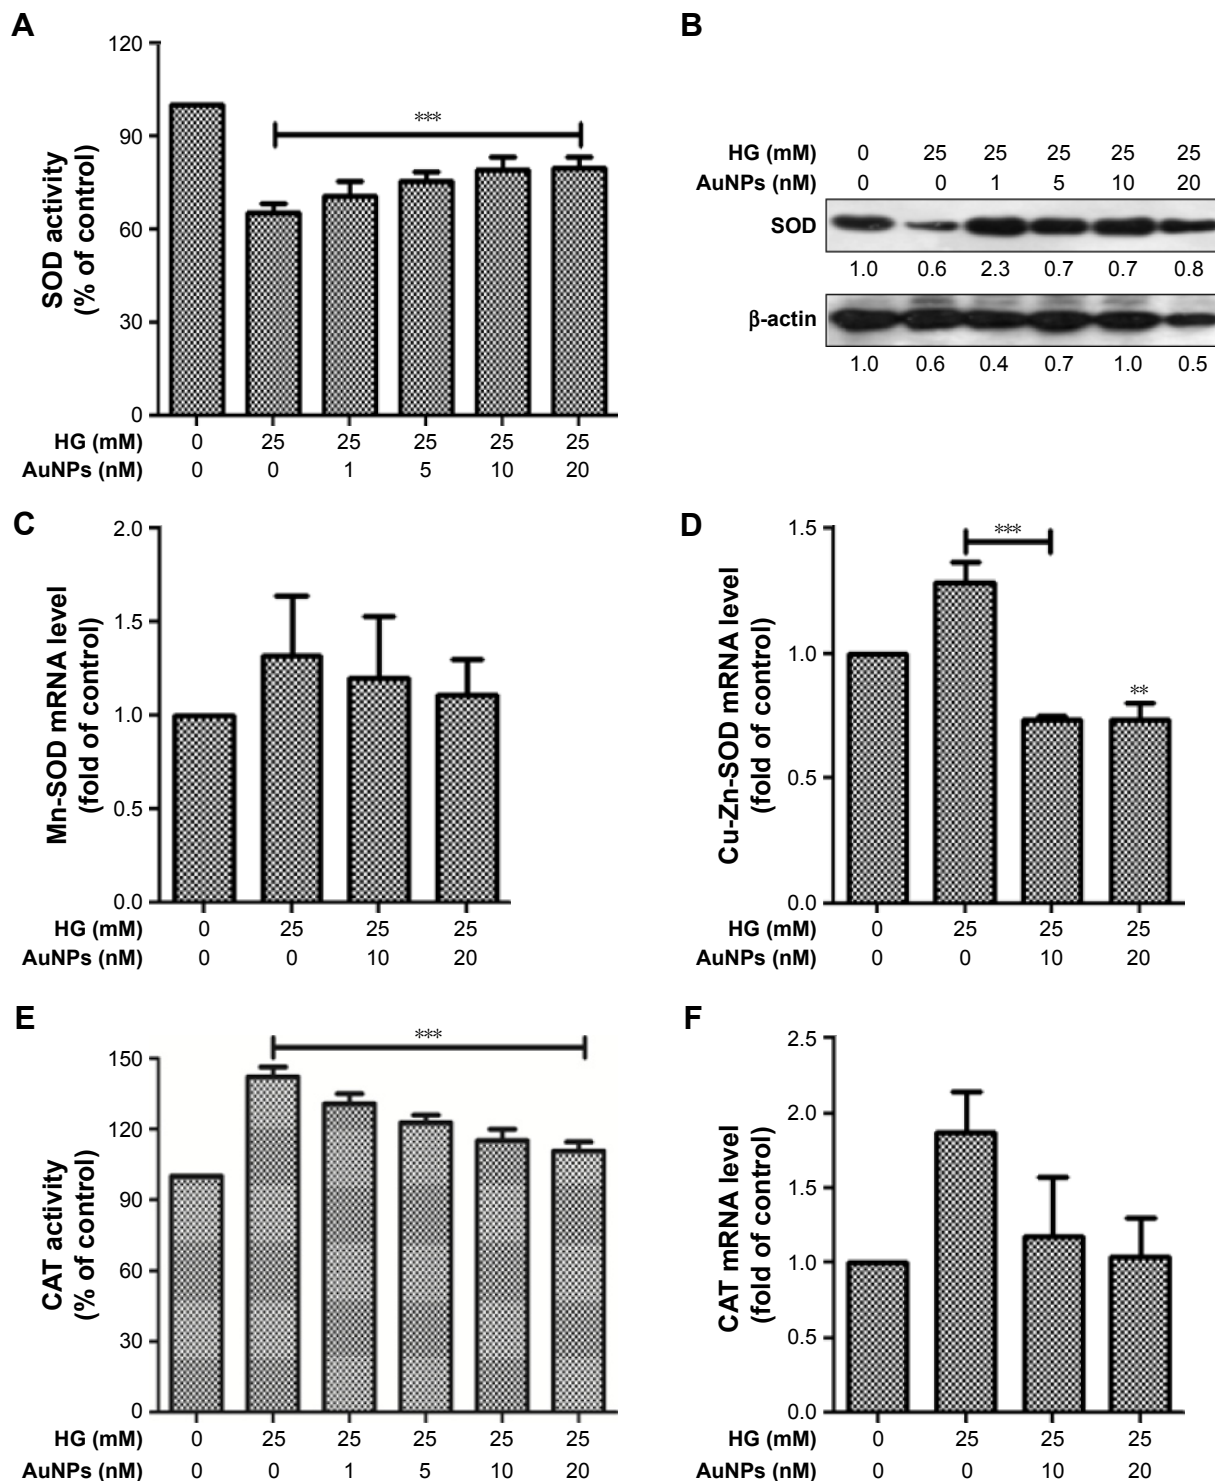 A
120
90
60
30
0
SOD activity
(% of control)
***
HG (mM) 0 25 25 25 25 25
AuNPs (nM) 0 0 1 5 10 20
B
HG (mM) 0 25 25 25 25 25
AuNPs (nM) 0 0 1 5 10 20
SOD
1.0 0.6 2.3 0.7 0.7 0.8
β-actin
1.0 0.6 0.4 0.7 1.0 0.5
C
2.0
1.5
1.0
0.5
0.0
Mn-SOD mRNA level
(fold of control)
HG (mM) 0 25 25 25
AuNPs (nM) 0 0 10 20
D
1.5
1.0
0.5
0.0
Cu-Zn-SOD mRNA level
(fold of control)
***
**
HG (mM) 0 25 25 25
AuNPs (nM) 0 0 10 20
E
150
120
90
60
30
0
CAT activity
(% of control)
***
HG (mM) 0 25 25 25 25 25
AuNPs (nM) 0 0 1 5 10 20
F
2.5
2.0
1.5
1.0
0.5
0.0
CAT mRNA level
(fold of control)
HG (mM) 0 25 25 25
AuNPs (nM) 0 0 10 20